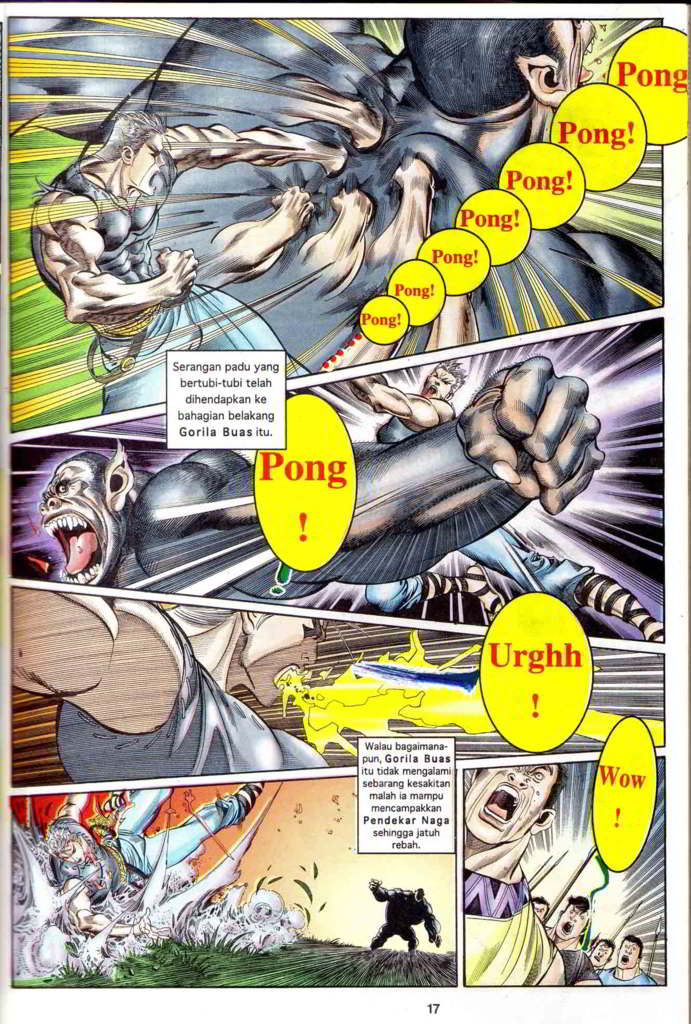 Pong
Pong!
Pong!
Pong!
Pong!
Pong!
Pong!
Serangan padu yang
bertubi-tubi telah
dihendapkan ke
bahagian belakang
Gorila Buas itu.
Pong
!
Urghh
!
Walau bagaimana-
pun, Gorila Buas
itu tidak mengalami
sebarang kesakitan
malah ia mampu
mencampakkan
Pendekar Naga
sehingga jatuh
rebah.
Wow
!
17